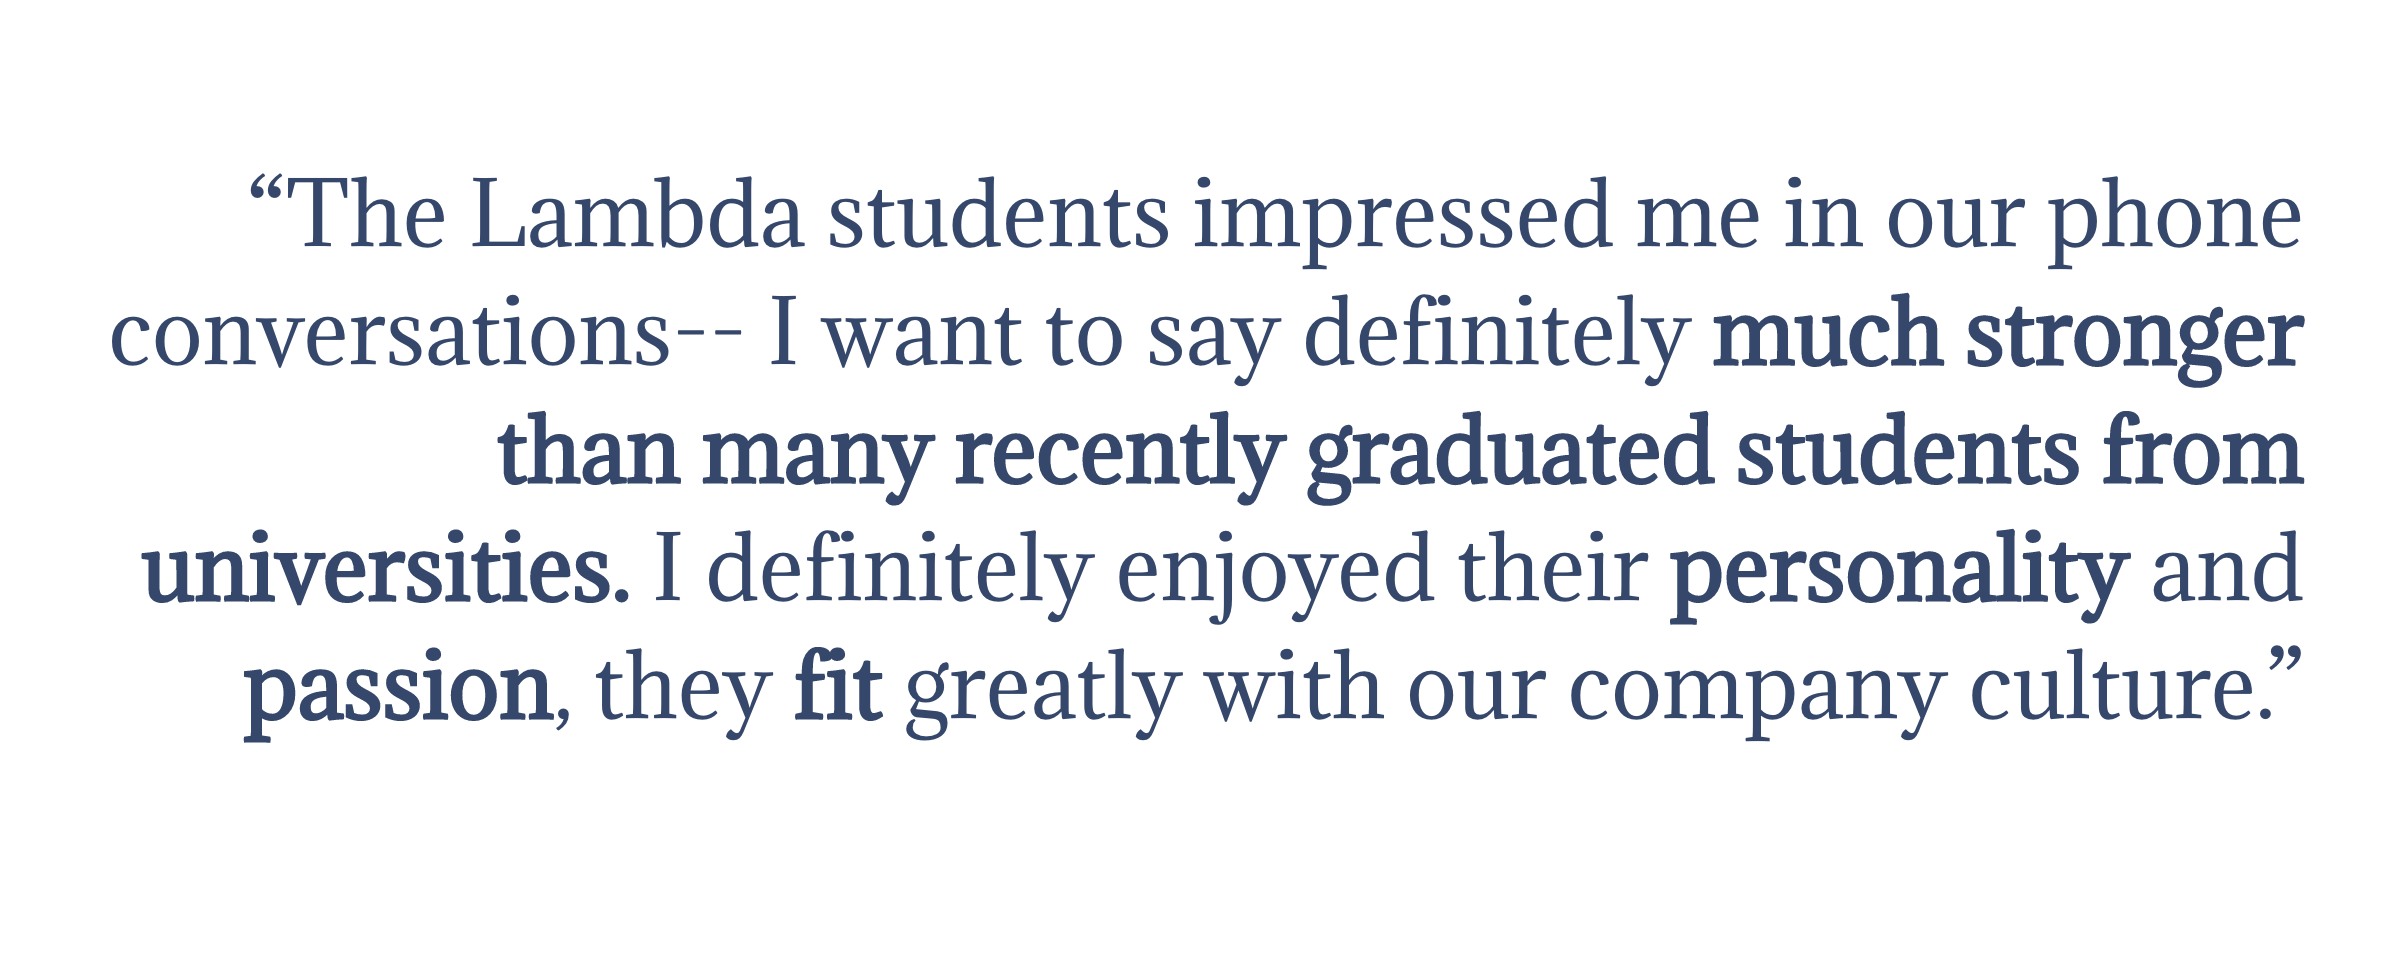 “The Lambda students impressed me in our phone
conversations-- I want to say definitely much stronger
than many recently graduated students from
universities. I definitely enjoyed their personality and
passion, they fit greatly with our company culture.”